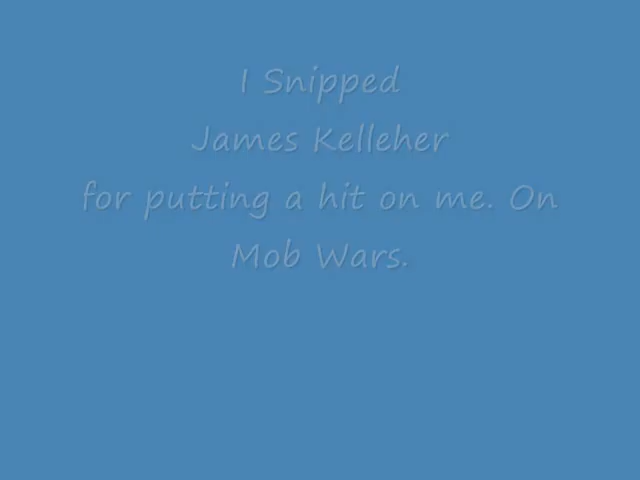 I Snipped
James Kelleher
for putting a hit on me. On
Mob Wars.